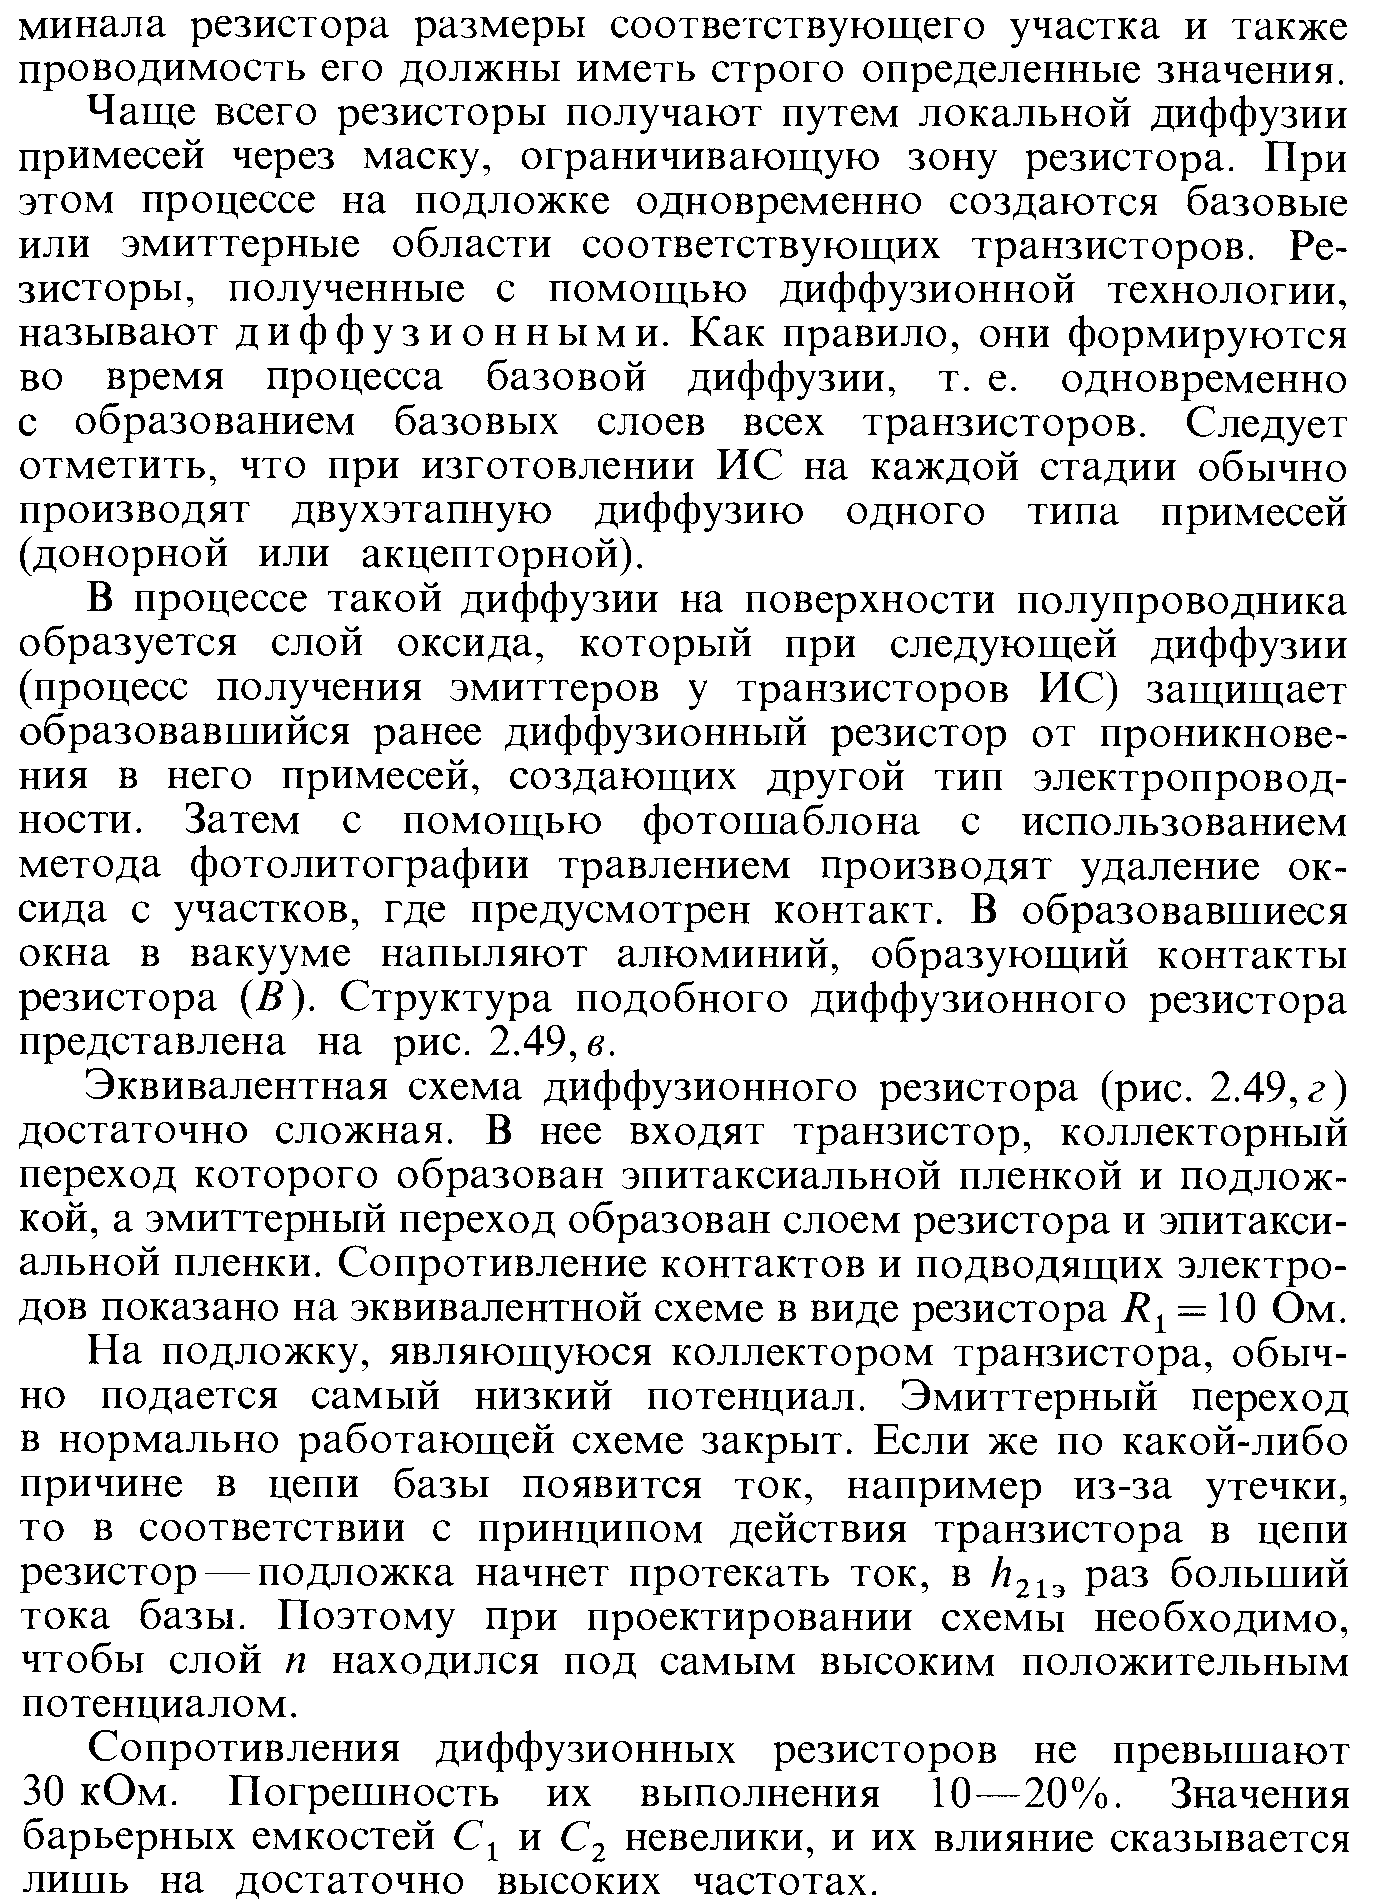 минала резистора размеры соответствующего участка и также
проводимость его должны иметь строго определенные значения.
Чаще всего резисторы получают путем локальной диффузии
примесей через маску, ограничивающую зону резистора. При
этом процессе на подложке одновременно создаются базовые
или эмиттерные области соответствующих транзисторов. Ре-
зисторы, полученные с помощью диффузионной технологии,
называют диффузионными. Как правило, они формируются
во время процесса базовой диффузии, т. е. одновременно
с образованием базовых слоев всех транзисторов. Следует
отметить, что при изготовлении ИС на каждой стадии обычно
производят двухэтапную диффузию одного типа примесей
(донорной или акцепторной).
В процессе такой диффузии на поверхности полупроводника
образуется слой оксида, который при следующей диффузии
(процесс получения эмиттеров у транзисторов ИС) защищает
образовавшийся ранее диффузионный резистор от проникнове-
ния в него примесей, создающих другой тип электропровод-
ности. Затем с помощью фотошаблона с использованием
метода фотолитографии травлением производят удаление ок-
сида с участков, где предусмотрен контакт. В образовавшиеся
окна в вакууме напыляют алюминий, образующий контакты
резистора (В). Структура подобного диффузионного резистора
представлена на рис. 2.49, в.
Эквивалентная схема диффузионного резистора (рис. 2.49, г)
достаточно сложная. В нее входят транзистор, коллекторный
переход которого образован эпитаксиальной пленкой и подлож-
кой, а эмиттерный переход образован слоем резистора и эпитакси-
альной пленки. Сопротивление контактов и подводящих электро-
дов показано на эквивалентной схеме в виде резистора R₁ = 10 Ом.
На подложку, являющуюся коллектором транзистора, обыч-
но подается самый низкий потенциал. Эмиттерный переход
в нормально работающей схеме закрыт. Если же по какой-либо
причине в цепи базы появится ток, например из-за утечки,
то в соответствии с принципом действия транзистора в цепи
резистор — подложка начнет протекать ток, в h₂₁э раз больший
тока базы. Поэтому при проектировании схемы необходимо,
чтобы слой n находился под самым высоким положительным
потенциалом.
Сопротивления диффузионных резисторов не превышают
30 кОм. Погрешность их выполнения 10—20%. Значения
барьерных емкостей C₁ и C₂ невелики, и их влияние сказывается
лишь на достаточно высоких частотах.